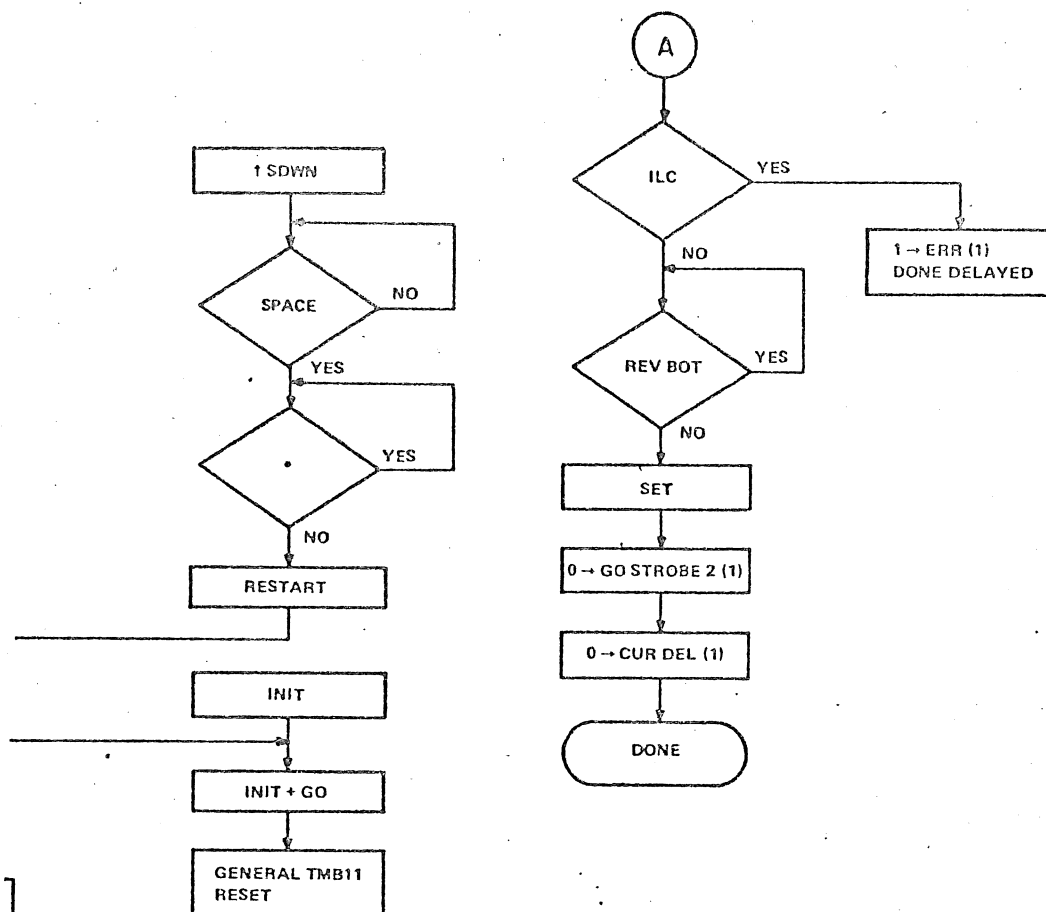 ↑ SDWN
SPACE
NO
YES
•
YES
NO
RESTART
INIT
INIT + GO
GENERAL TMB11
RESET
A
ILC
YES
1 → ERR (1)
DONE DELAYED
NO
REV BOT
YES
NO
SET
0 → GO STROBE 2 (1)
0 → CUR DEL (1)
DONE